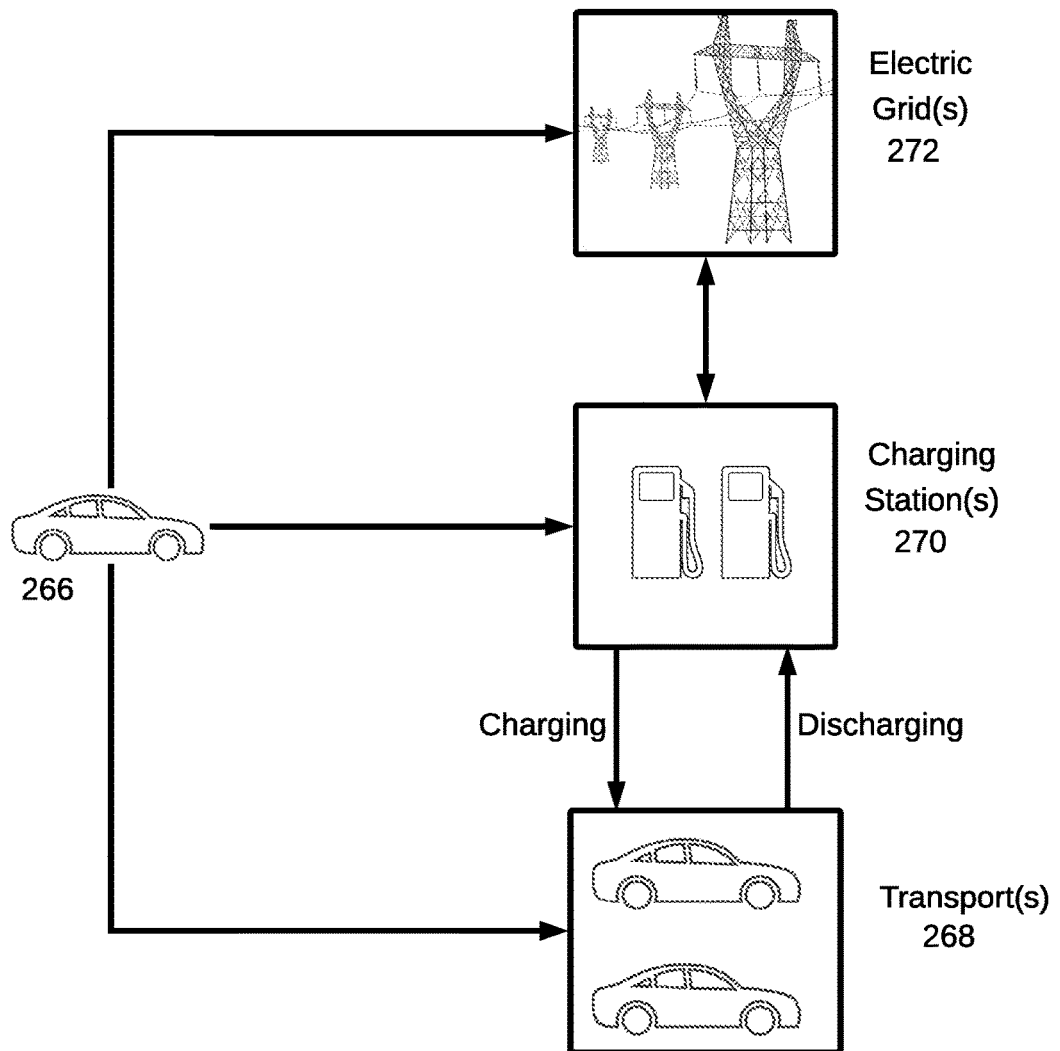 Electric
Grid(s)
272
Charging
Station(s)
270
266
Charging
Discharging
Transport(s)
268